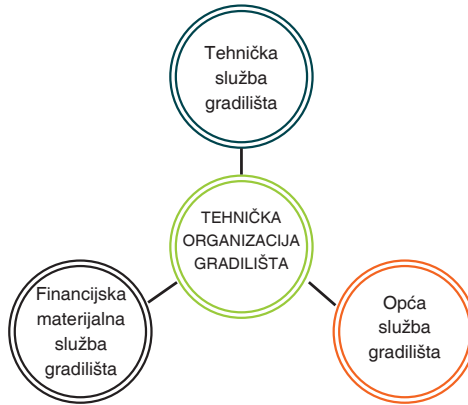 Tehnička
služba
gradilišta
TEHNIČKA
ORGANIZACIJA
GRADILIŠTA
Financijska
materijalna
služba
gradilišta
Opća
služba
gradilišta